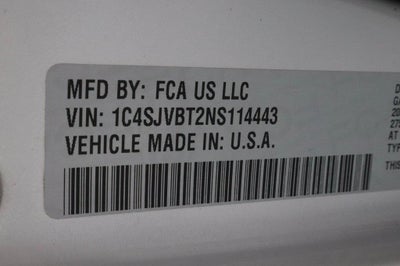 MFD BY: FCA US LLC
VIN: 1C4SJVBT2NS114443
VEHICLE MADE IN: U.S.A.